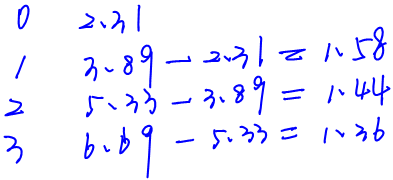 0 2.31
1 3.89 - 2.31 = 1.58
2 5.33 - 3.89 = 1.44
3 6.69 - 5.33 = 1.36